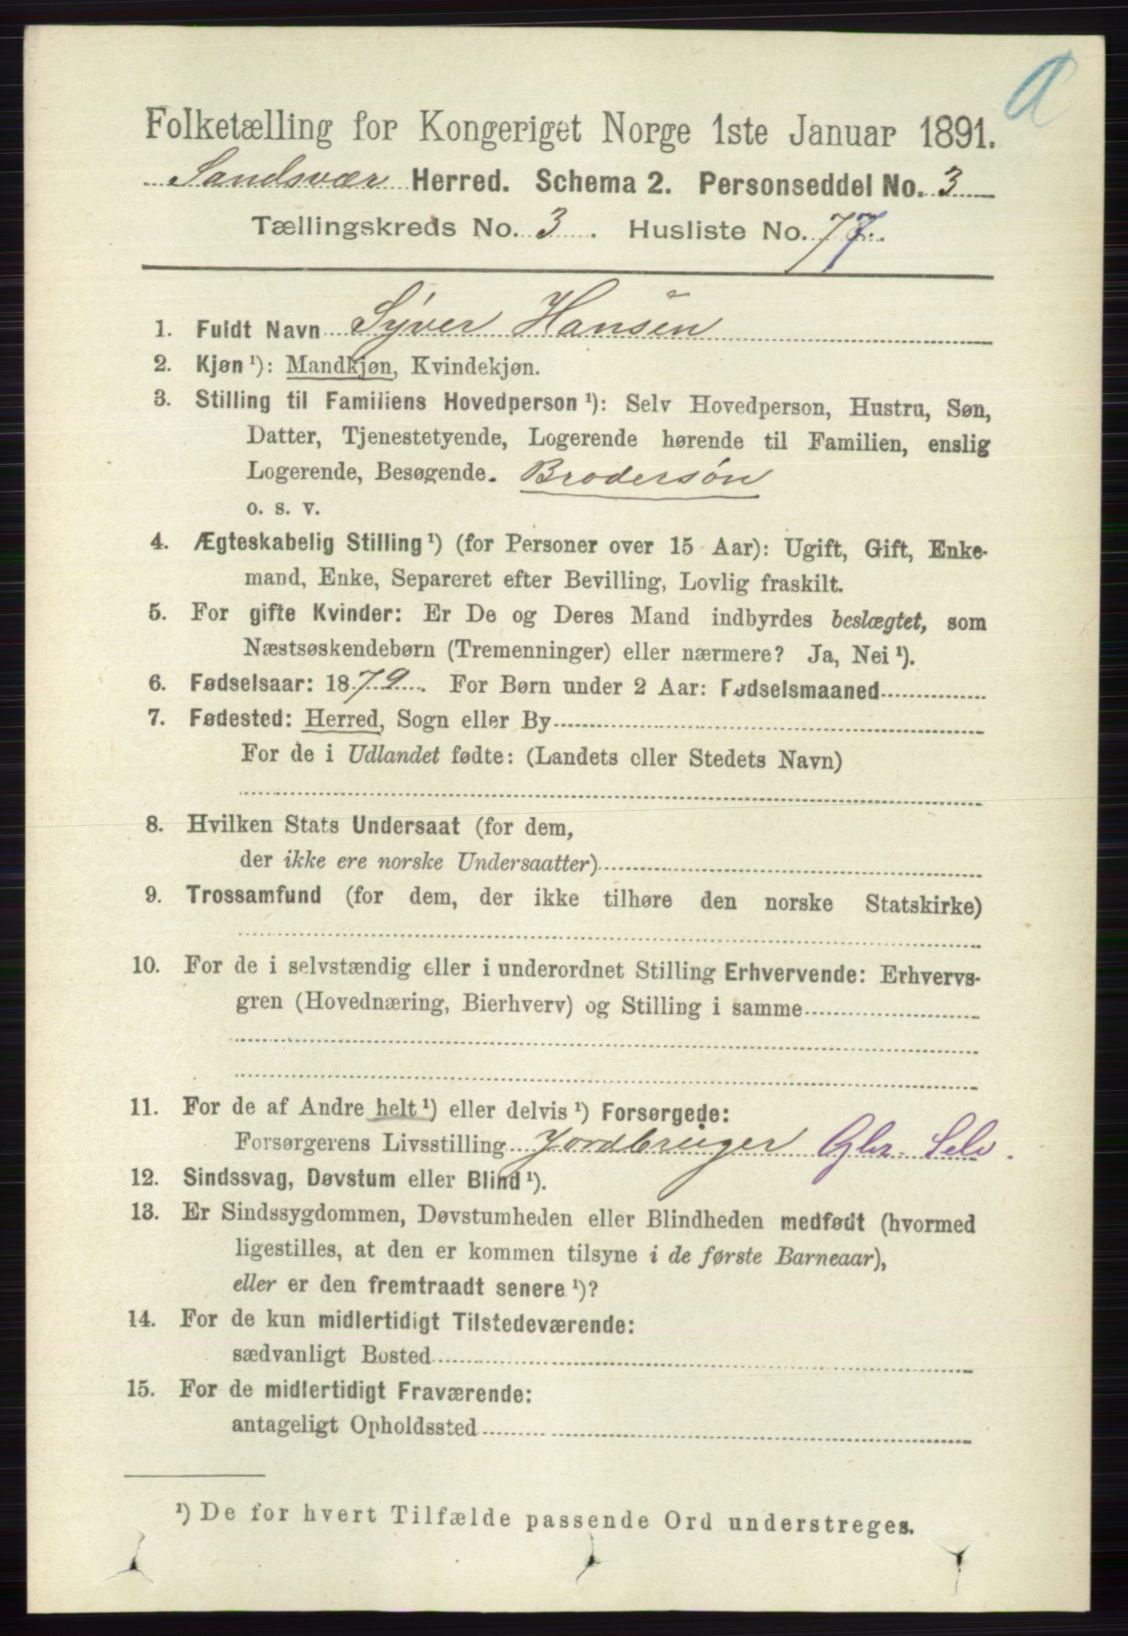 a
Folketælling for Kongeriget Norge 1ste Januar 1891.
Sandsvær Herred. Schema 2. Personseddel No. 3
Tællingskreds No. 3. Husliste No. 77.
1. Fuldt Navn Syver Hansen
2. Kjøn ¹): Mandkjøn, Kvindekjøn.
3. Stilling til Familiens Hovedperson ¹): Selv Hovedperson, Hustru, Søn,
Datter, Tjenestetyende, Logerende hørende til Familien, enslig
Logerende, Besøgende. Brodersøn
o. s. v.
4. Ægteskabelig Stilling ¹) (for Personer over 15 Aar): Ugift, Gift, Enke-
mand, Enke, Separeret efter Bevilling, Lovlig fraskilt.
5. For gifte Kvinder: Er De og Deres Mand indbyrdes beslægtet, som
Næstsøskendebørn (Tremenninger) eller nærmere? Ja, Nei ¹).
6. Fødselsaar: 1879. For Børn under 2 Aar: Fødselsmaaned
7. Fødested: Herred, Sogn eller By
For de i Udlandet fødte: (Landets eller Stedets Navn)
8. Hvilken Stats Undersaat (for dem,
der ikke ere norske Undersaatter)
9. Trossamfund (for dem, der ikke tilhøre den norske Statskirke)
10. For de i selvstændig eller i underordnet Stilling Erhvervende: Erhvervs-
gren (Hovednæring, Bierhverv) og Stilling i samme
11. For de af Andre helt ¹) eller delvis ¹) Forsørgede:
Forsørgerens Livsstilling Jordbruger Gbr. Selv.
12. Sindssvag, Døvstum eller Blind ¹).
13. Er Sindssygdommen, Døvstumheden eller Blindheden medfødt (hvormed
ligestilles, at den er kommen tilsyne i de første Barneaar),
eller er den fremtraadt senere ¹)?
14. For de kun midlertidigt Tilstedeværende:
sædvanligt Bosted
15. For de midlertidigt Fraværende:
antageligt Opholdssted
¹) De for hvert Tilfælde passende Ord understreges.